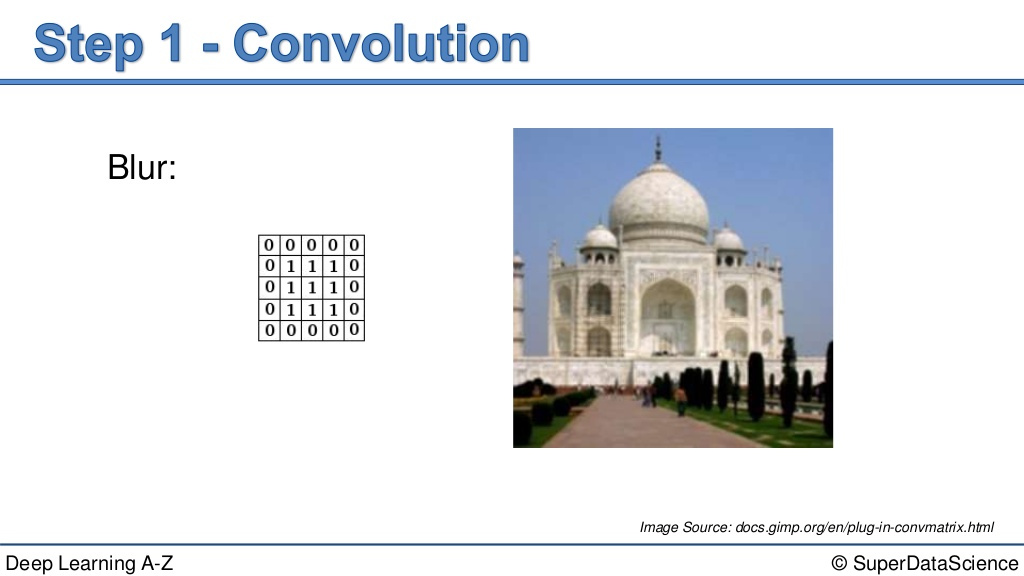 Step 1 - Convolution
Blur:
0 0 0 0 0
0 1 1 1 0
0 1 1 1 0
0 1 1 1 0
0 0 0 0 0
Image Source: docs.gimp.org/en/plug-in-convmatrix.html
Deep Learning A-Z
© SuperDataScience